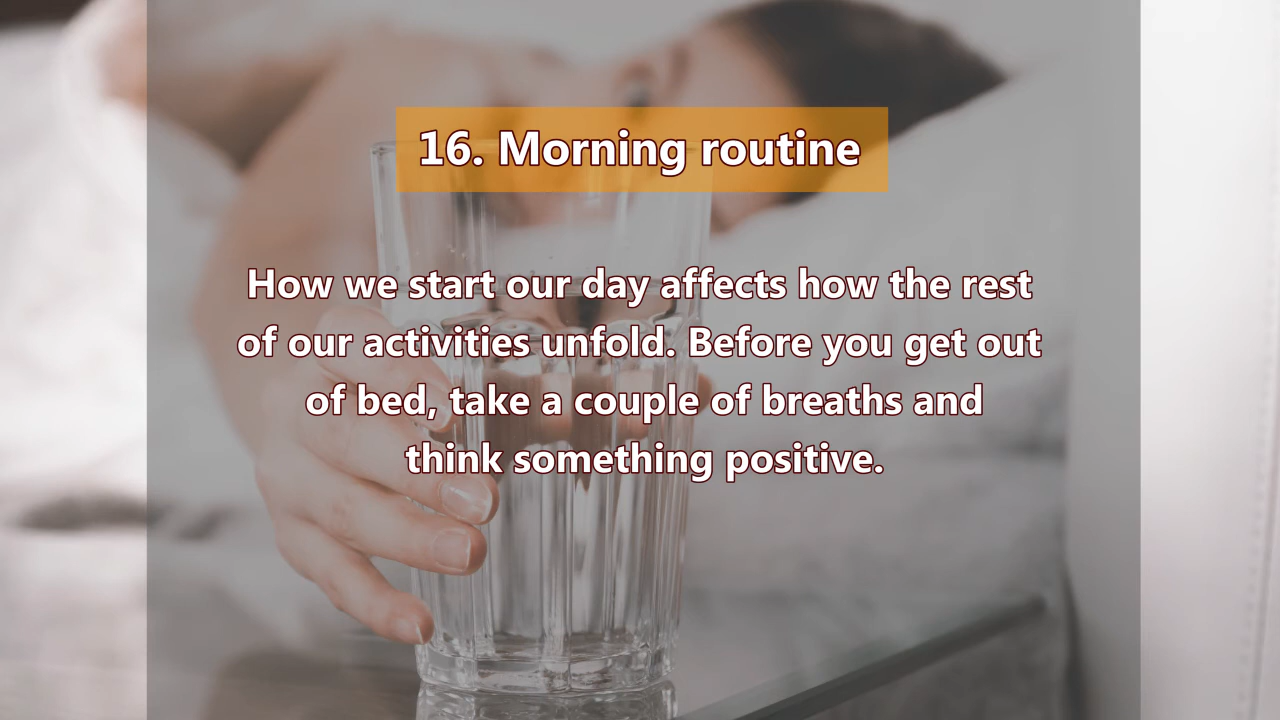 16. Morning routine
How we start our day affects how the rest
of our activities unfold. Before you get out
of bed, take a couple of breaths and
think something positive.